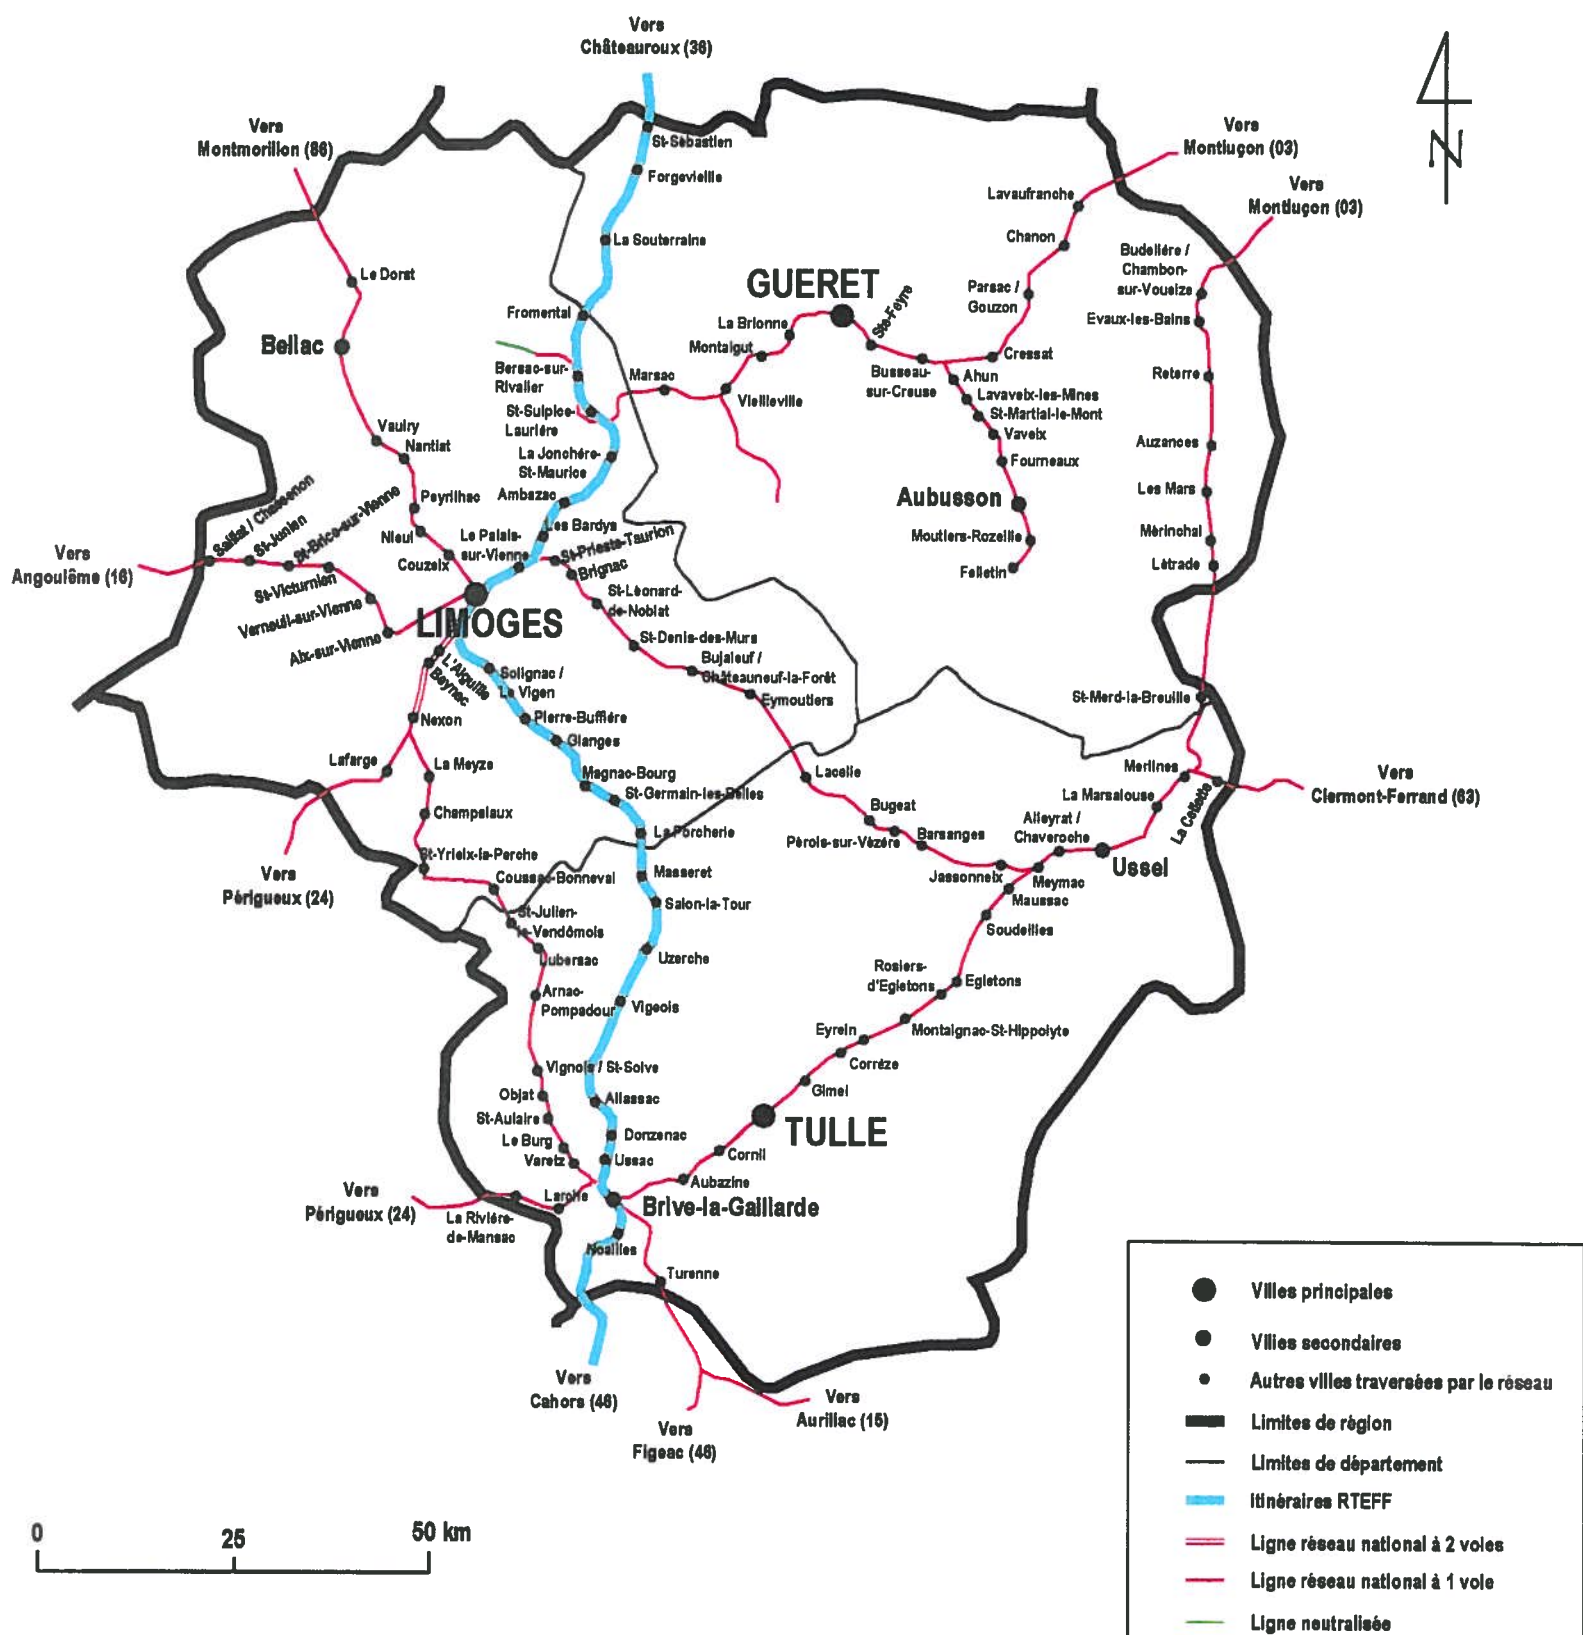 Vers
Châteauroux (36)
Vers
Montmorillon (86)
Vers
Montluçon (03)
Vers
Montluçon (03)
N
St-Sébastien
Forgevieille
La Souterraine
Fromental
Bersac-sur-
Rivalier
St-Sulpice-
Laurière
La Jonchère-
St-Maurice
Ambazac
Les Bardys
Le Palais-
sur-Vienne
Le Dorat
Bellac
Vaulry
Nantiat
Peyrilhac
Nieul
Couzeix
GUERET
La Brionne
Montaigut
Marsac
Vieilleville
Ste-Feyre
Busseau-
sur-Creuse
Cressat
Parsac /
Gouzon
Chanon
Lavaufranche
Ahun
Lavaveix-les-Mines
St-Martial-le-Mont
Vaveix
Fourneaux
Aubusson
Moutiers-Rozeille
Felletin
Budelière /
Chambon-
sur-Voueize
Evaux-les-Bains
Reterre
Auzances
Les Mars
Mérinchal
Létrade
St-Merd-la-Breuille
Vers
Angoulême (16)
Saillat / Chassenon
St-Junien
St-Brice-sur-Vienne
St-Victurnien
Verneuil-sur-Vienne
Aix-sur-Vienne
LIMOGES
St-Prieste-Taurion
Brignac
St-Léonard-
de-Noblat
St-Denis-des-Murs
Bujaleuf /
Châteauneuf-la-Forêt
Eymoutiers
Lacelle
Bugeat
Pérols-sur-Vézère
Barsanges
Jassonneix
Meymac
Alleyrat /
Chaveroche
Ussel
La Marsalouse
Merlines
La Cellette
Vers
Clermont-Ferrand (63)
L'Aiguille
Beynac
Nexon
Lafarge
La Meyze
Champsiaux
St-Yrieix-la-Perche
Coussac-Bonneval
St-Julien-
le-Vendômois
Lubersac
Arnac-
Pompadour
Vignols / St-Solve
Objat
St-Aulaire
Le Burg
Varetz
Vers
Périgueux (24)
Solignac /
Le Vigen
Pierre-Buffière
Glanges
Magnac-Bourg
St-Germain-les-Belles
La Porcherie
Masseret
Salon-la-Tour
Uzerche
Vigeois
Allassac
Donzenac
Ussac
Maussac
Soudeilles
Egletons
Rosiers-
d'Egletons
Montaignac-St-Hippolyte
Eyrein
Corrèze
Gimel
TULLE
Cornil
Aubazine
Brive-la-Gaillarde
Larche
La Rivière-
de-Mansac
Vers
Périgueux (24)
Noailles
Turenne
Vers
Cahors (46)
Vers
Figeac (46)
Vers
Aurillac (15)
0
25
50 km
Villes principales
Villes secondaires
Autres villes traversées par le réseau
Limites de région
Limites de département
Itinéraires RTEFF
Ligne réseau national à 2 voies
Ligne réseau national à 1 voie
Ligne neutralisée